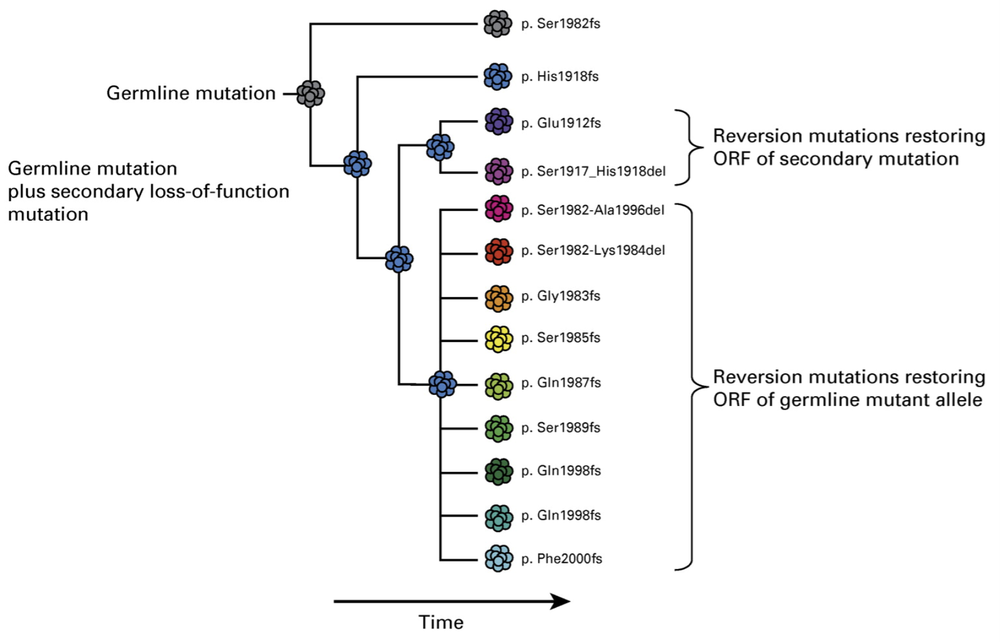 p. Ser1982fs
p. His1918fs
Germline mutation
p. Glu1912fs
Reversion mutations restoring
ORF of secondary mutation
p. Ser1917_His1918del
Germline mutation
plus secondary loss-of-function
mutation
p. Ser1982-Ala1996del
p. Ser1982-Lys1984del
p. Gly1983fs
p. Ser1985fs
p. Gln1987fs
Reversion mutations restoring
ORF of germline mutant allele
p. Ser1989fs
p. Gln1998fs
p. Gln1998fs
p. Phe2000fs
Time